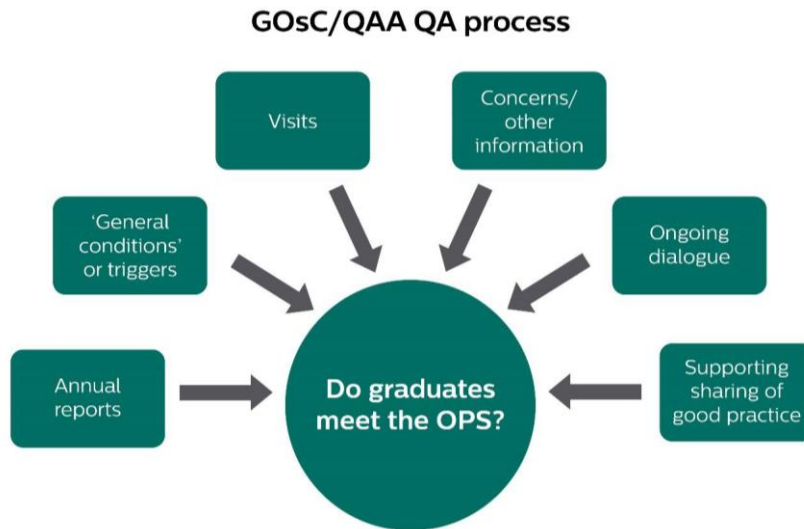 GOsC/QAA QA process
Visits
Concerns/
other
information
‘General
conditions’
or triggers
Ongoing
dialogue
Annual
reports
Do graduates
meet the OPS?
Supporting
sharing of
good practice